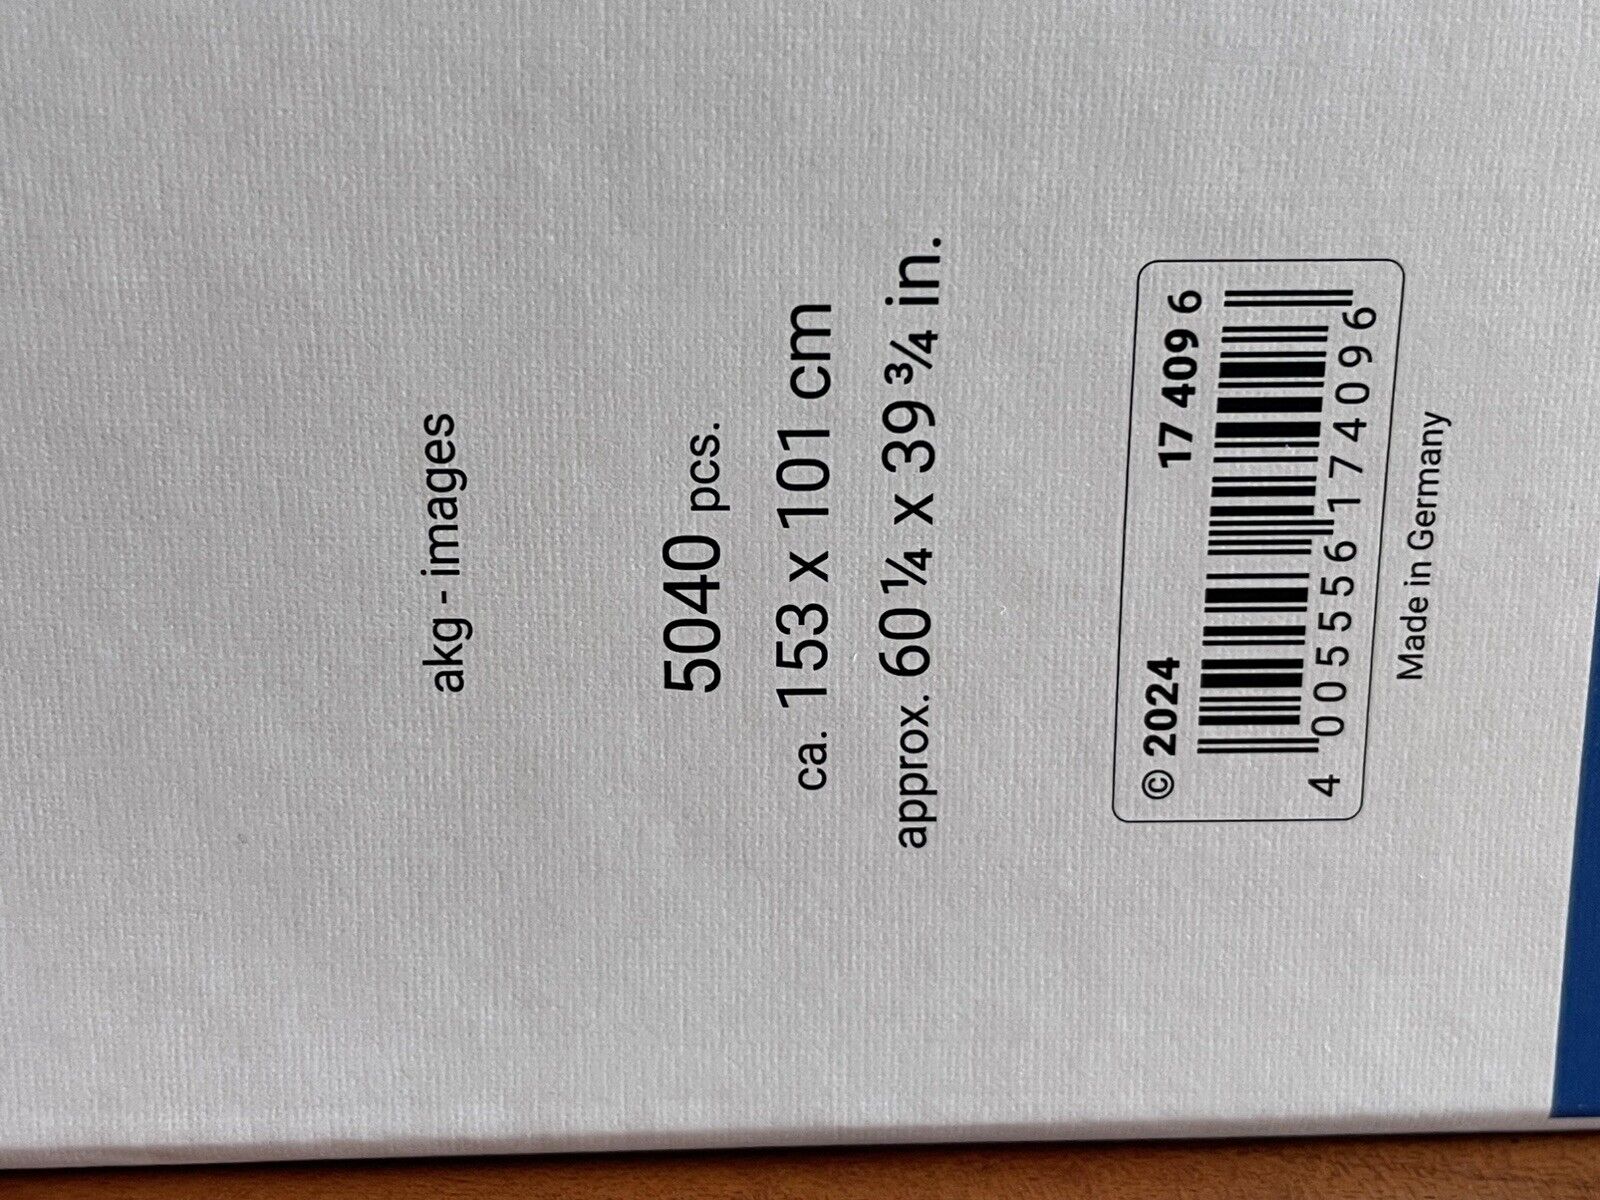 akg - images
5040 pcs.
ca. 153 x 101 cm
approx. 60 ¼ x 39 ¾ in.
© 2024 17 409 6
4 005556 174096
Made in Germany